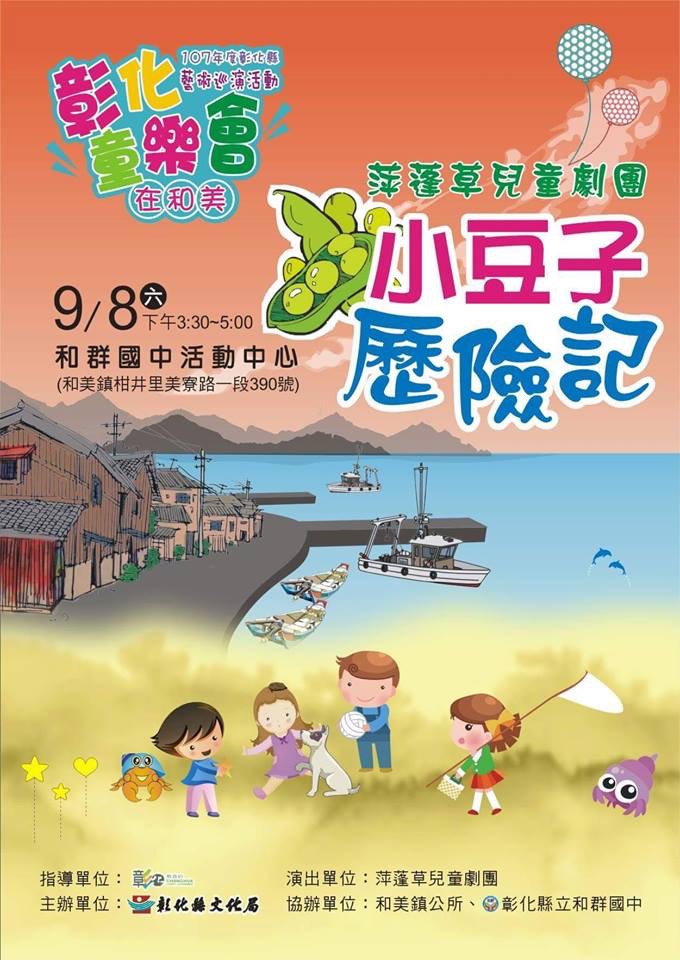 107年度彰化縣
藝術巡演活動
彰化
童樂會
在和美
萍蓬草兒童劇團
小豆子
歷險記
9/8六
下午3:30~5:00
和群國中活動中心
(和美鎮柑井里美寮路一段390號)
指導單位：
演出單位：萍蓬草兒童劇團
主辦單位：彰化縣文化局
協辦單位：和美鎮公所、彰化縣立和群國中